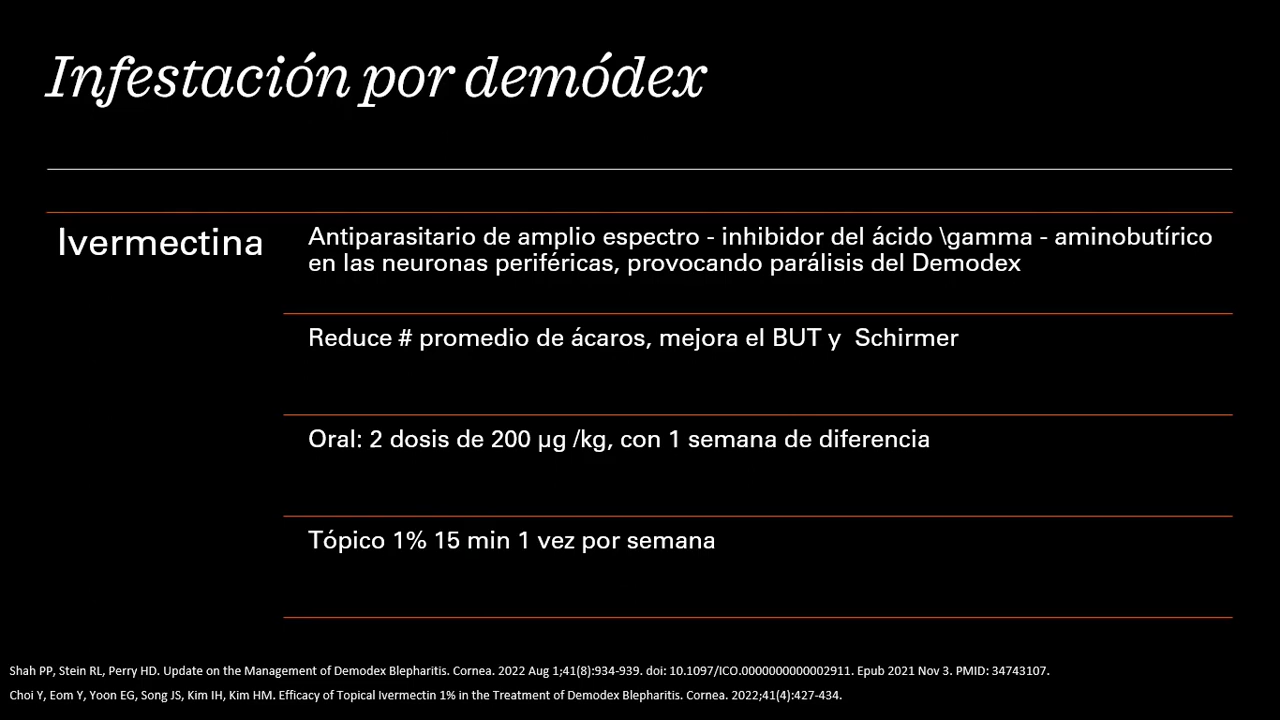 Infestación por demódex
Ivermectina
Antiparasitario de amplio espectro - inhibidor del ácido \gamma - aminobutírico
en las neuronas periféricas, provocando parálisis del Demodex
Reduce # promedio de ácaros, mejora el BUT y  Schirmer
Oral: 2 dosis de 200 µg /kg, con 1 semana de diferencia
Tópico 1% 15 min 1 vez por semana
Shah PP, Stein RL, Perry HD. Update on the Management of Demodex Blepharitis. Cornea. 2022 Aug 1;41(8):934-939. doi: 10.1097/ICO.0000000000002911. Epub 2021 Nov 3. PMID: 34743107.
Choi Y, Eom Y, Yoon EG, Song JS, Kim IH, Kim HM. Efficacy of Topical Ivermectin 1% in the Treatment of Demodex Blepharitis. Cornea. 2022;41(4):427-434.